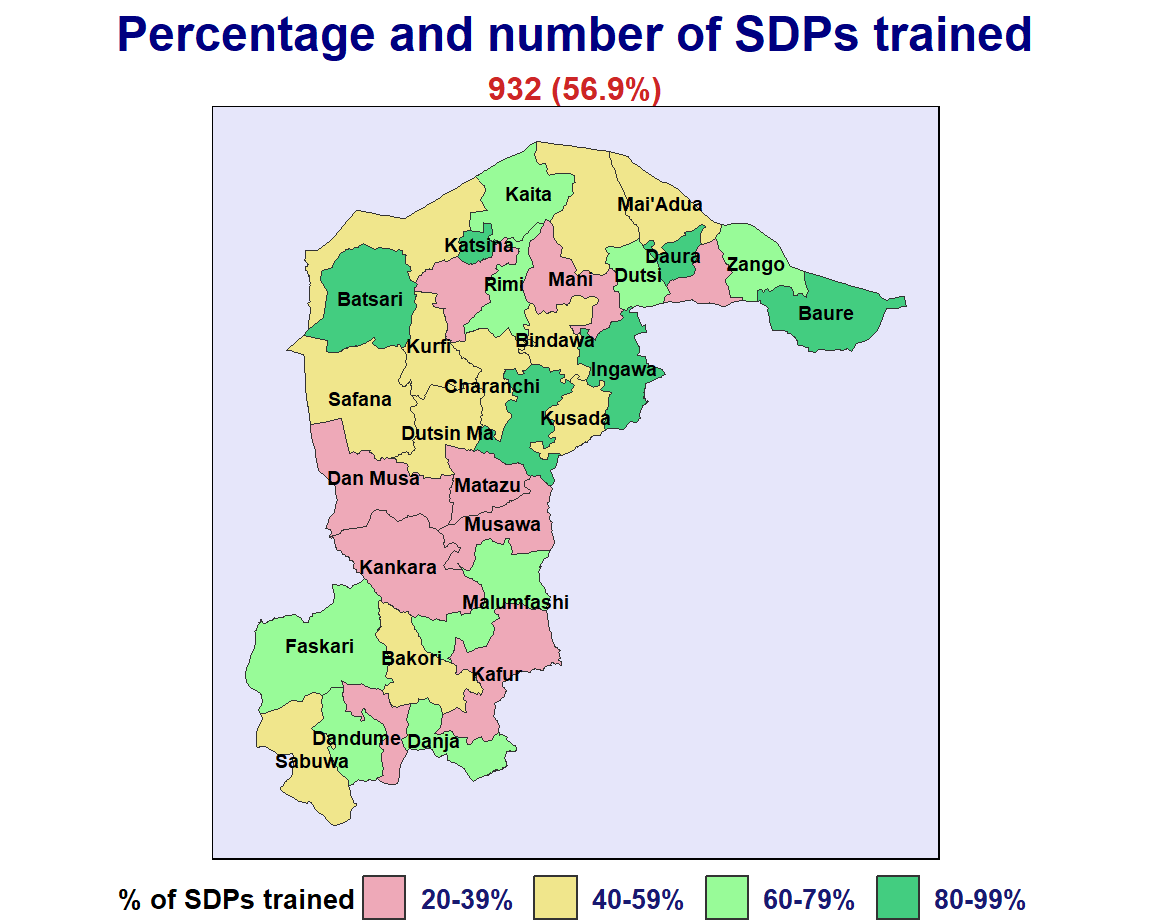 Percentage and number of SDPs trained
932 (56.9%)
Kaita
Mai'Adua
Katsina
Daura
Zango
Dutsi
Mani
Rimi
Batsari
Baure
Bindawa
Kurfi
Ingawa
Charanchi
Safana
Kusada
Dutsin Ma
Dan Musa
Matazu
Musawa
Kankara
Malumfashi
Faskari
Bakori
Kafur
Dandume
Danja
Sabuwa
% of SDPs trained 20-39% 40-59% 60-79% 80-99%